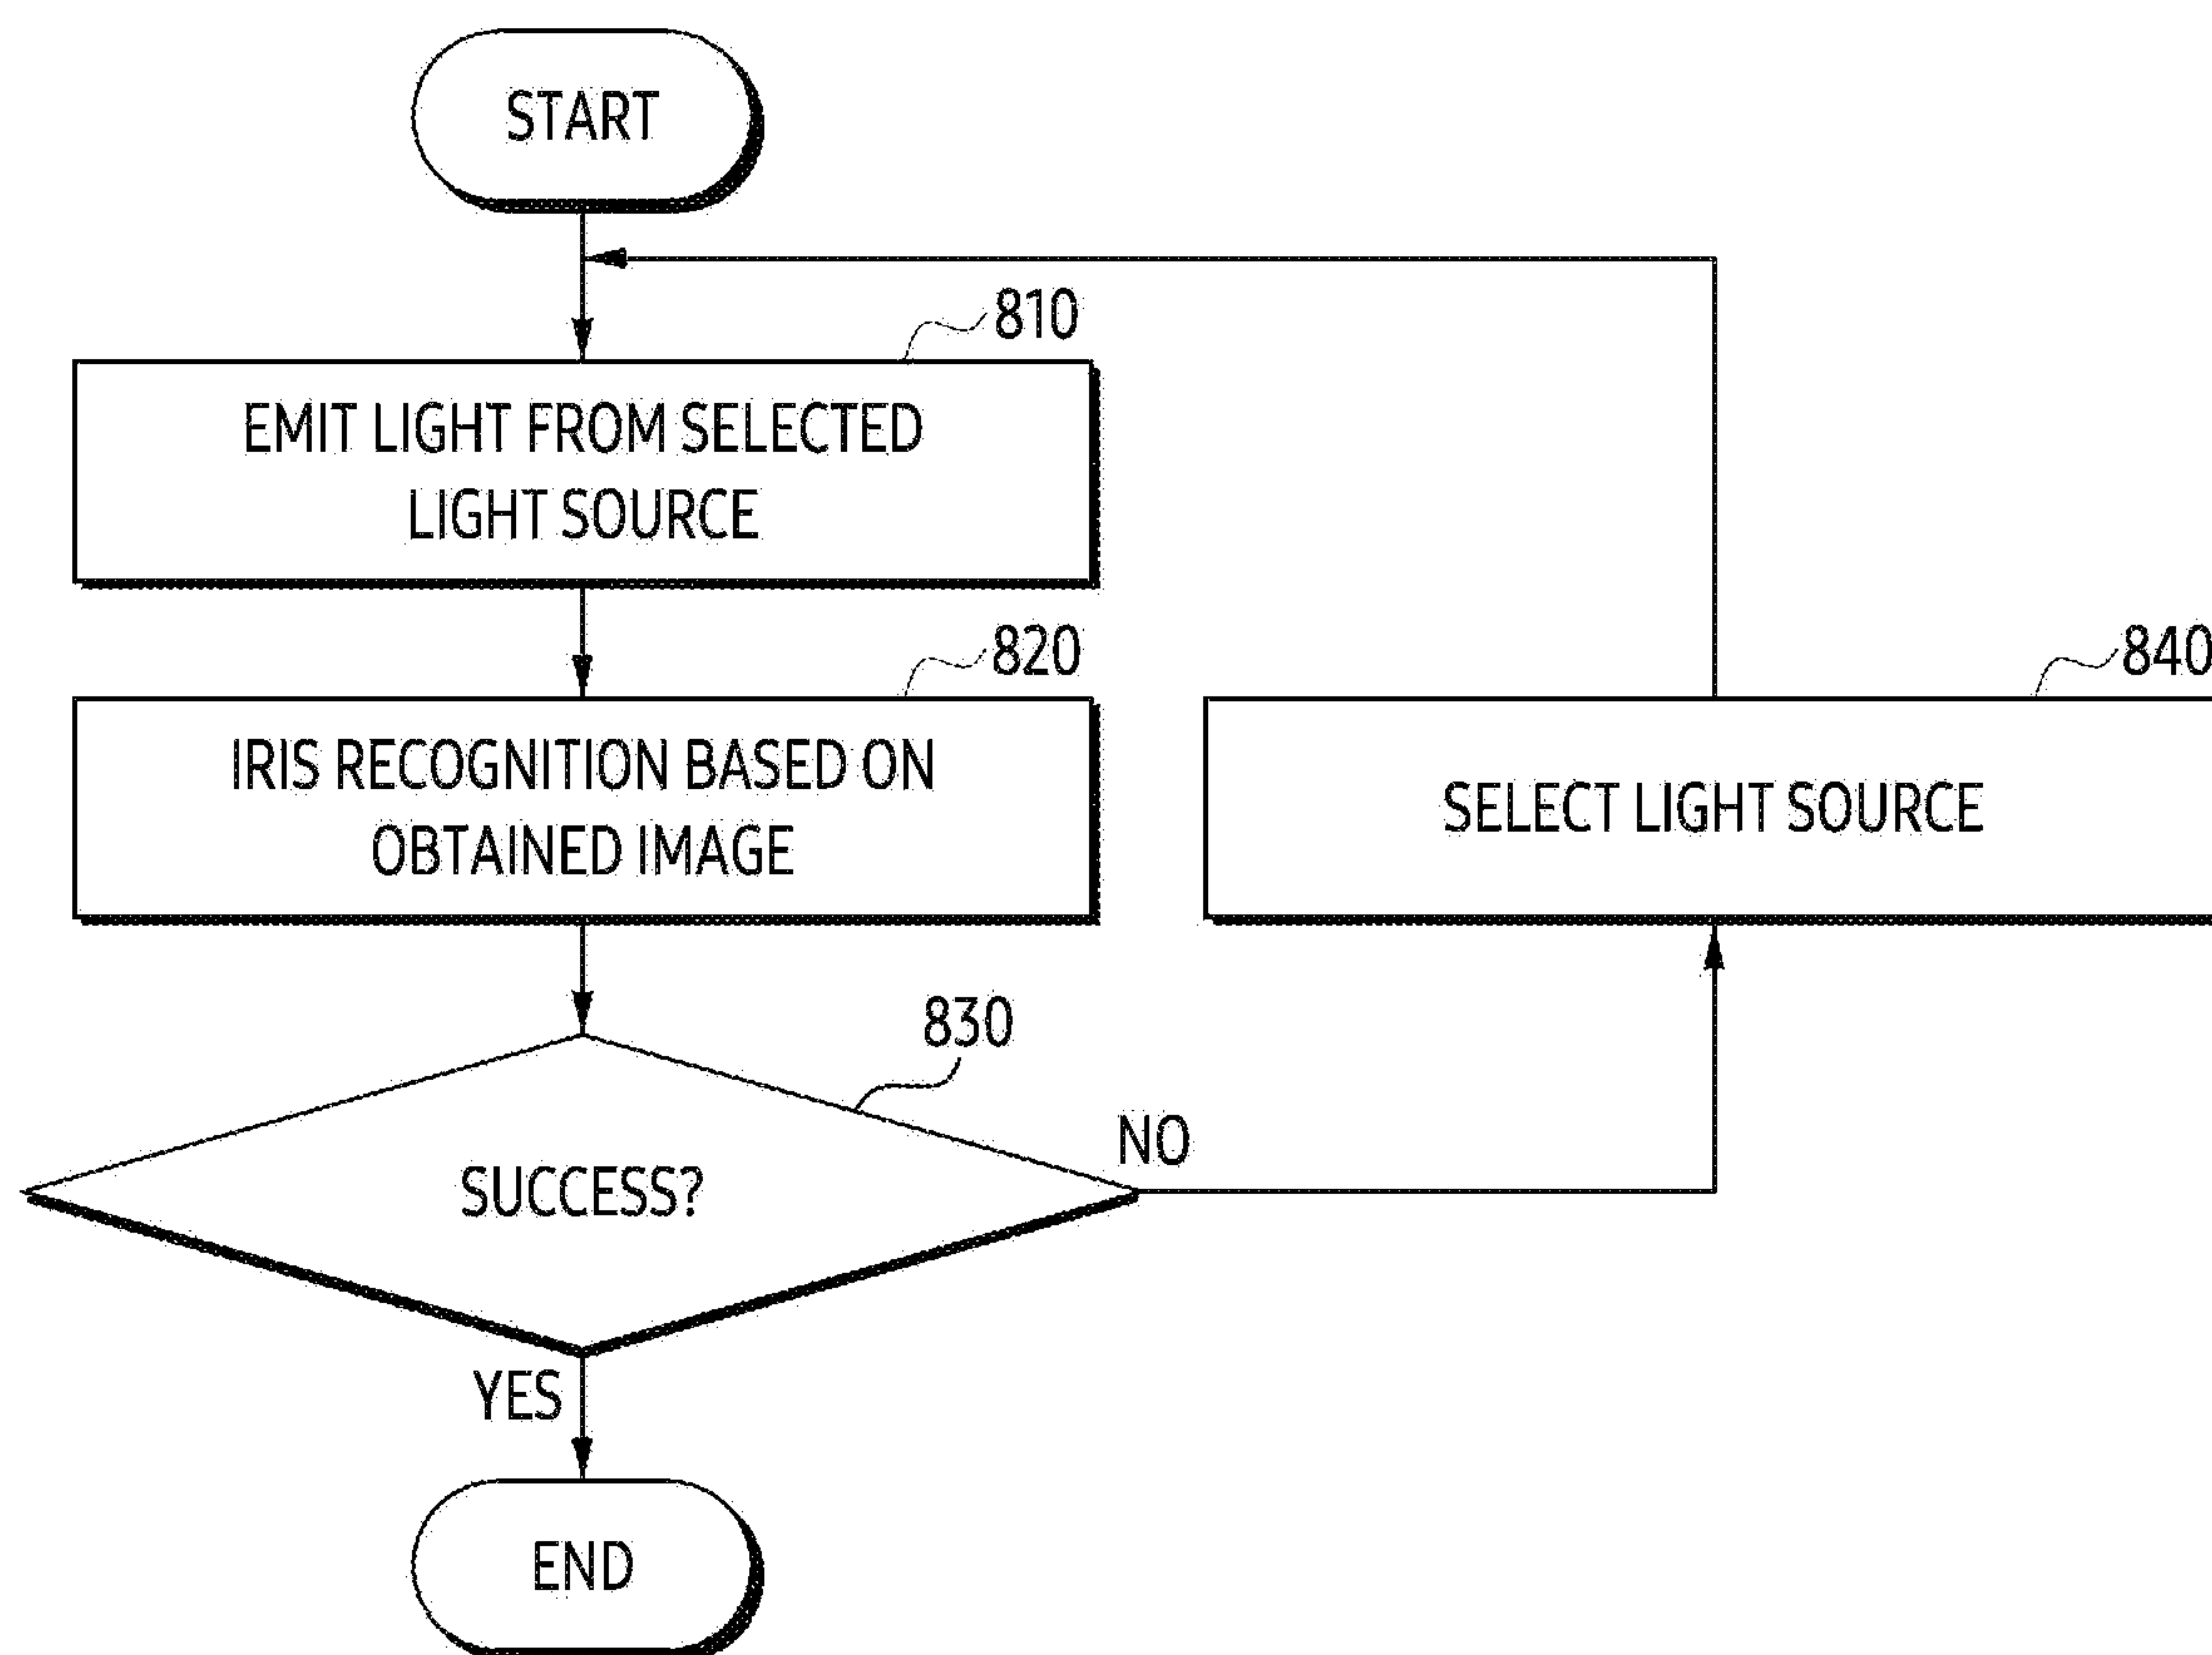 START
810
EMIT LIGHT FROM SELECTED
LIGHT SOURCE
820
IRIS RECOGNITION BASED ON
OBTAINED IMAGE
840
SELECT LIGHT SOURCE
830
SUCCESS?
NO
YES
END